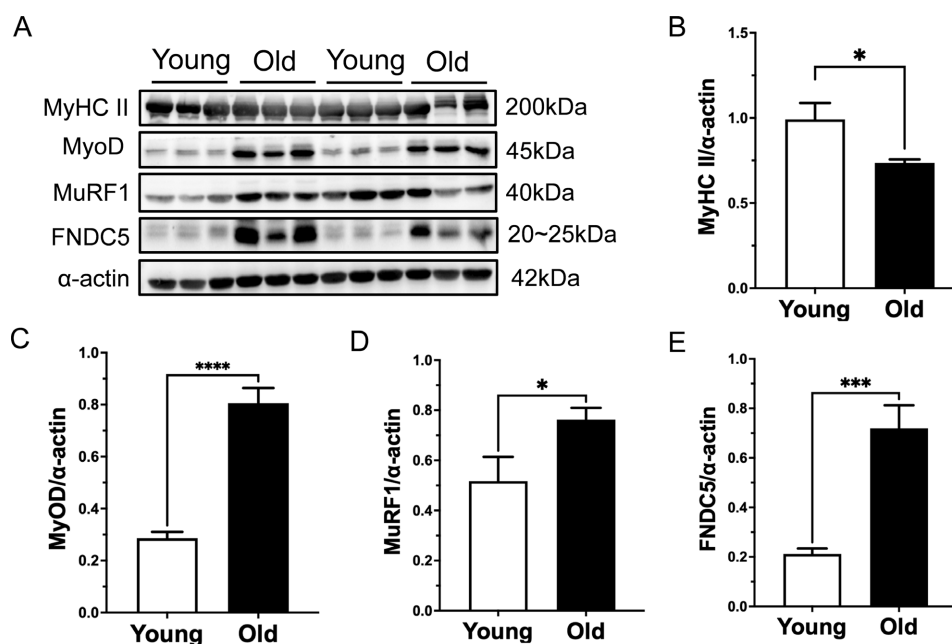 A
Young Old Young Old
MyHC II 200kDa
MyoD 45kDa
MuRF1 40kDa
FNDC5 20~25kDa
α-actin 42kDa
B
MyHC II/α-actin
1.5
1.0
0.5
0.0
*
Young Old
C
MyOD/α-actin
0.8
0.6
0.4
0.2
0.0
****
Young Old
D
MuRF1/α-actin
1.0
0.8
0.6
0.4
0.2
0.0
*
Young Old
E
FNDC5/α-actin
1.0
0.8
0.6
0.4
0.2
0.0
***
Young Old